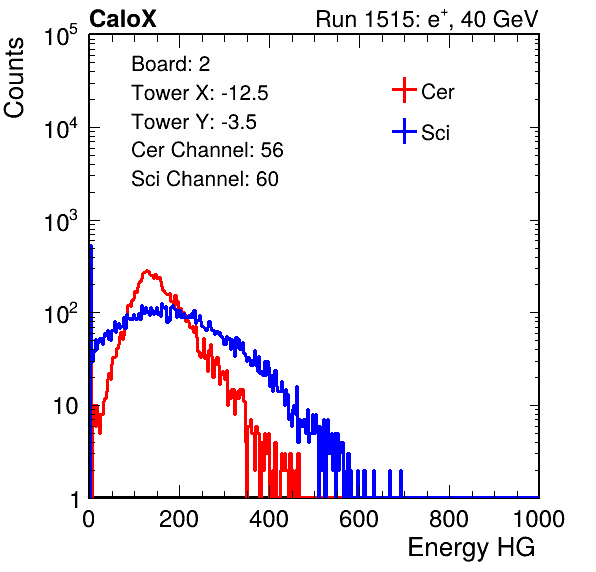 CaloX Run 1515: e⁺, 40 GeV
Counts
10⁵
10⁴
10³
10²
10
1
Board: 2
Tower X: -12.5
Tower Y: -3.5
Cer Channel: 56
Sci Channel: 60
Cer
Sci
0 200 400 600 800 1000
Energy HG